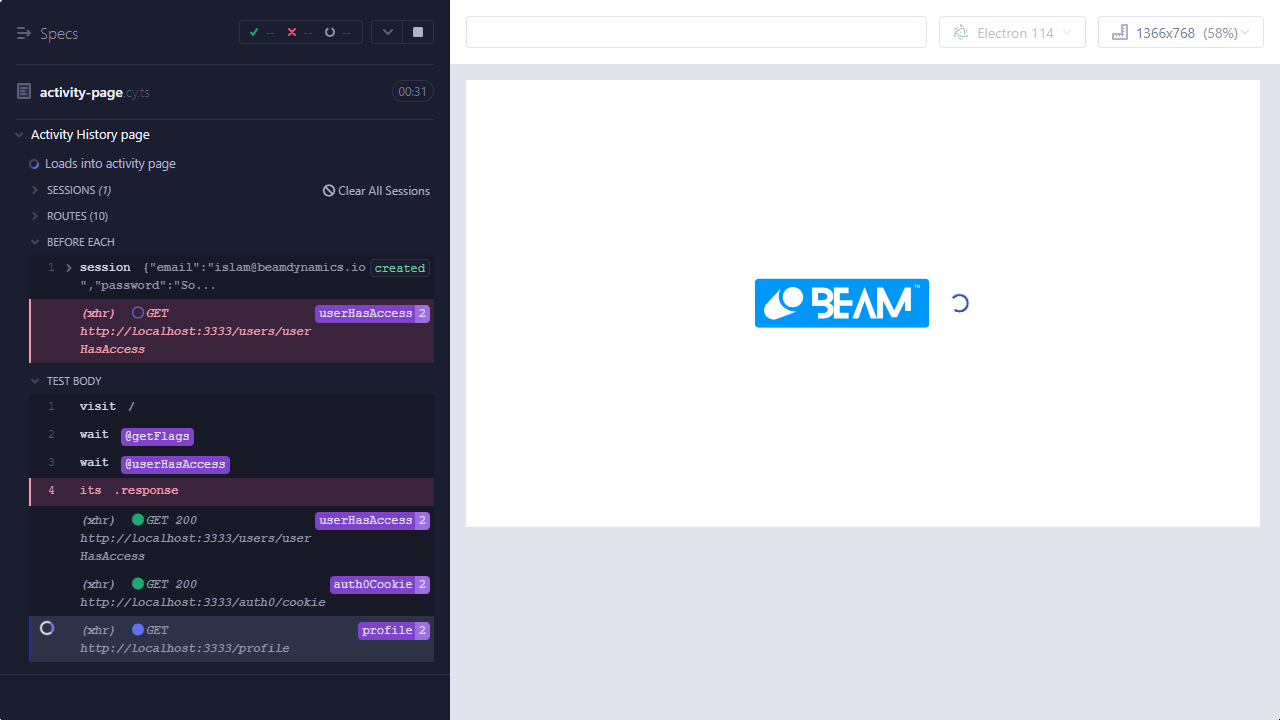 Specs
-- -- --
Electron 114
1366x768 (58%)
activity-page.cy.ts
00:31
Activity History page
Loads into activity page
SESSIONS (1)
Clear All Sessions
ROUTES (10)
BEFORE EACH
1 session {"email":"islam@beamdynamics.io
","password":"So...
created
(xhr) GET
http://localhost:3333/users/user
HasAccess
userHasAccess 2
TEST BODY
1 visit /
2 wait @getFlags
3 wait @userHasAccess
4 its .response
(xhr) GET 200
http://localhost:3333/users/user
HasAccess
userHasAccess 2
(xhr) GET 200
http://localhost:3333/auth0/cookie
auth0Cookie 2
(xhr) GET
http://localhost:3333/profile
profile 2
BEAM™